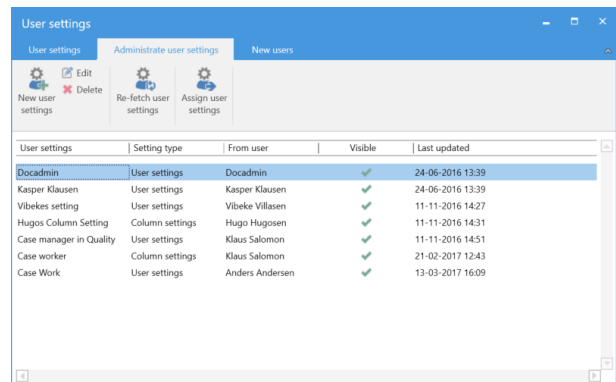 User settings
User settings Administrate user settings New users
New user settings Edit Delete Re-fetch user settings Assign user settings
User settings Setting type From user Visible Last updated
Docadmin User settings Docadmin 24-06-2016 13:39
Kasper Klausen User settings Kasper Klausen 24-06-2016 13:39
Vibekes setting User settings Vibeke Villasen 11-11-2016 14:27
Hugos Column Setting Column settings Hugo Hugosen 11-11-2016 14:31
Case manager in Quality User settings Klaus Salomon 11-11-2016 14:51
Case worker Column settings Klaus Salomon 21-02-2017 12:43
Case Work User settings Anders Andersen 13-03-2017 16:09